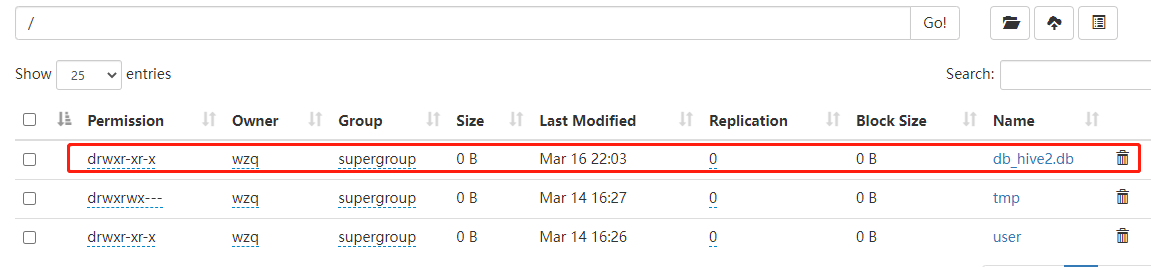 / Go!
Show 25 entries Search:
Permission Owner Group Size Last Modified Replication Block Size Name
drwxr-xr-x wzq supergroup 0 B Mar 16 22:03 0 0 B db_hive2.db
drwxrwx--- wzq supergroup 0 B Mar 14 16:27 0 0 B tmp
drwxr-xr-x wzq supergroup 0 B Mar 14 16:26 0 0 B user